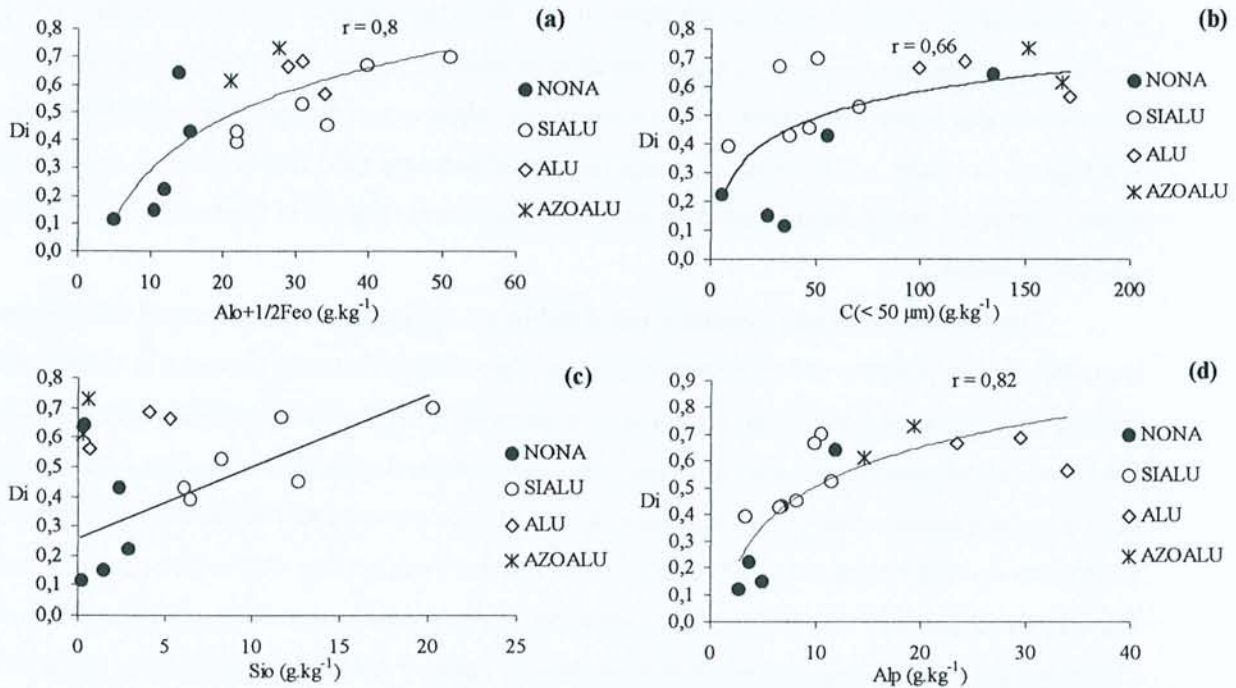 (a)
r = 0,8
0,8
0,7
0,6
0,5
Di 0,4
0,3
0,2
0,1
0,0
0 10 20 30 40 50 60
Alo+1/2Feo (g.kg-1)
NONA
SIALU
ALU
AZOALU
(b)
r = 0,66
0,8
0,7
0,6
0,5
Di 0,4
0,3
0,2
0,1
0,0
0 50 100 150 200
C(< 50 µm) (g.kg-1)
NONA
SIALU
ALU
AZOALU
(c)
0,8
0,7
0,6
0,5
Di 0,4
0,3
0,2
0,1
0,0
0 5 10 15 20 25
Sio (g.kg-1)
NONA
SIALU
ALU
AZOALU
(d)
r = 0,82
0,9
0,8
0,7
0,6
0,5
Di
0,4
0,3
0,2
0,1
0,0
0 10 20 30 40
Alp (g.kg-1)
NONA
SIALU
ALU
AZOALU